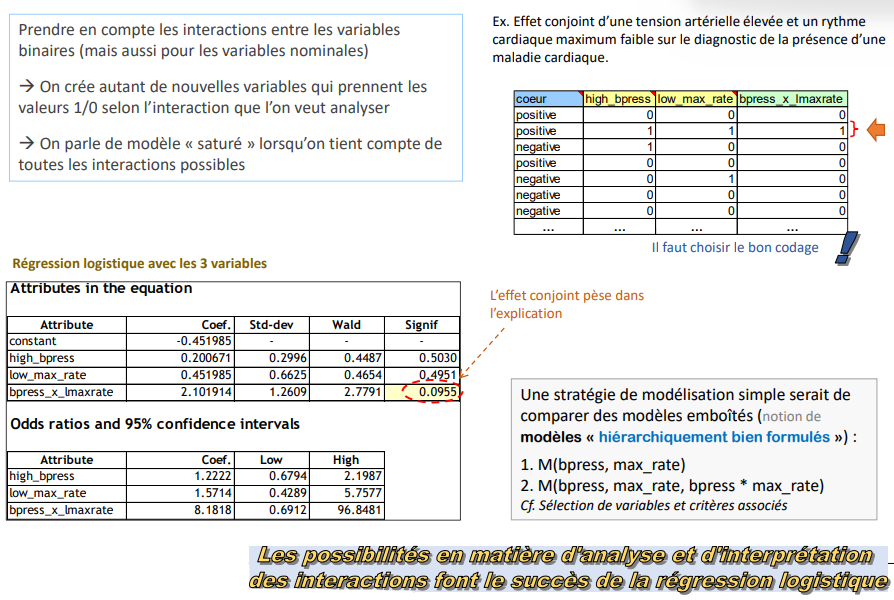 Prendre en compte les interactions entre les variables
binaires (mais aussi pour les variables nominales)
→ On crée autant de nouvelles variables qui prennent les
valeurs 1/0 selon l’interaction que l’on veut analyser
→ On parle de modèle « saturé » lorsqu’on tient compte de
toutes les interactions possibles
Ex. Effet conjoint d’une tension artérielle élevée et un rythme
cardiaque maximum faible sur le diagnostic de la présence d’une
maladie cardiaque.
coeur high_bpress low_max_rate bpress_x_lmaxrate
positive 0 0 0
positive 1 1 1
negative 1 0 0
positive 0 0 0
negative 0 1 0
negative 0 0 0
negative 0 0 0
... ... ... ...
Il faut choisir le bon codage
!
Régression logistique avec les 3 variables
Attributes in the equation
Attribute Coef. Std-dev Wald Signif
constant -0.451985 - - -
high_bpress 0.200671 0.2996 0.4487 0.5030
low_max_rate 0.451985 0.6625 0.4654 0.4951
bpress_x_lmaxrate 2.101914 1.2609 2.7791 0.0955
L’effet conjoint pèse dans
l’explication
Odds ratios and 95% confidence intervals
Attribute Coef. Low High
high_bpress 1.2222 0.6794 2.1987
low_max_rate 1.5714 0.4289 5.7577
bpress_x_lmaxrate 8.1818 0.6912 96.8481
Une stratégie de modélisation simple serait de
comparer des modèles emboîtés (notion de
modèles « hiérarchiquement bien formulés ») :
1. M(bpress, max_rate)
2. M(bpress, max_rate, bpress * max_rate)
Cf. Sélection de variables et critères associés
Les possibilités en matière d'analyse et d'interprétation
des interactions font le succès de la régression logistique